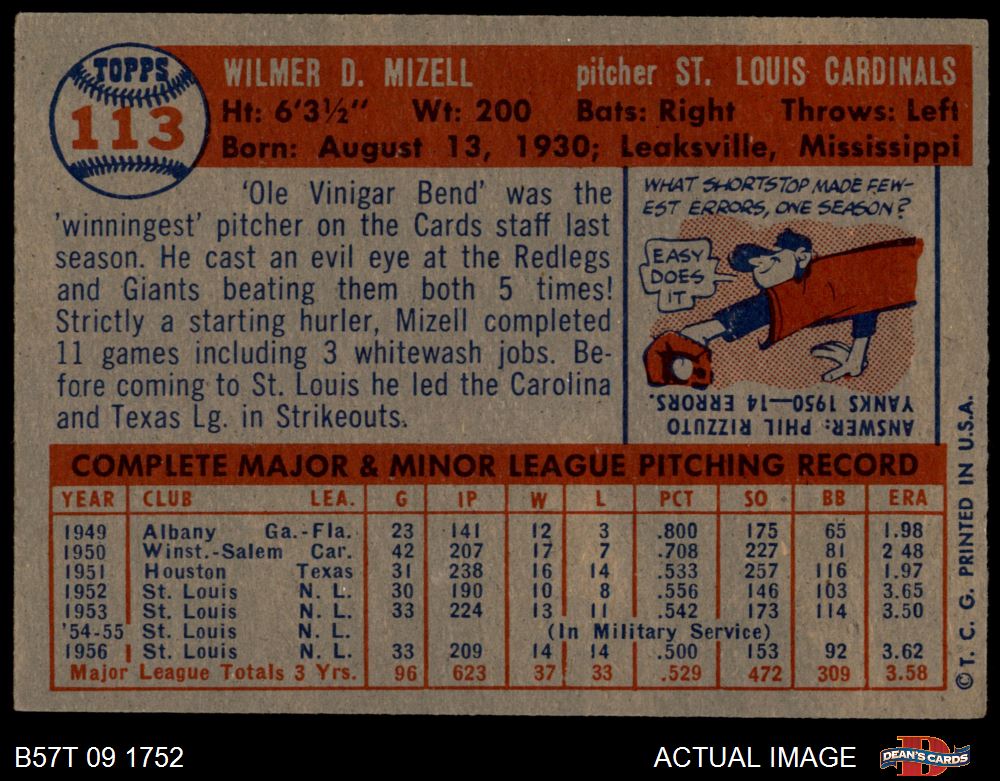 TOPPS
113
WILMER D. MIZELL pitcher ST. LOUIS CARDINALS
Ht: 6'3½" Wt: 200 Bats: Right Throws: Left
Born: August 13, 1930; Leaksville, Mississippi
'Ole Vinigar Bend' was the
'winningest' pitcher on the Cards staff last
season. He cast an evil eye at the Redlegs
and Giants beating them both 5 times!
Strictly a starting hurler, Mizell completed
11 games including 3 whitewash jobs. Be-
fore coming to St. Louis he led the Carolina
and Texas Lg. in Strikeouts.
WHAT SHORTSTOP MADE FEW-
EST ERRORS, ONE SEASON?
EASY
DOES
IT
ANSWER: PHIL RIZZUTO
YANKS 1950—14 ERRORS.
COMPLETE MAJOR & MINOR LEAGUE PITCHING RECORD
YEAR CLUB LEA. G IP W L PCT SO BB ERA
1949 Albany Ga.-Fla. 23 141 12 3 .800 175 65 1.98
1950 Winst.-Salem Car. 42 207 17 7 .708 227 81 2 48
1951 Houston Texas 31 238 16 14 .533 257 116 1.97
1952 St. Louis N. L. 30 190 10 8 .556 146 103 3.65
1953 St. Louis N. L. 33 224 13 11 .542 173 114 3.50
'54-55 St. Louis N. L. (In Military Service)
1956 St. Louis N. L. 33 209 14 14 .500 153 92 3.62
Major League Totals 3 Yrs. 96 623 37 33 .529 472 309 3.58
©T. C. G. PRINTED IN U.S.A.
B57T 09 1752 ACTUAL IMAGE DEAN'S CARDS